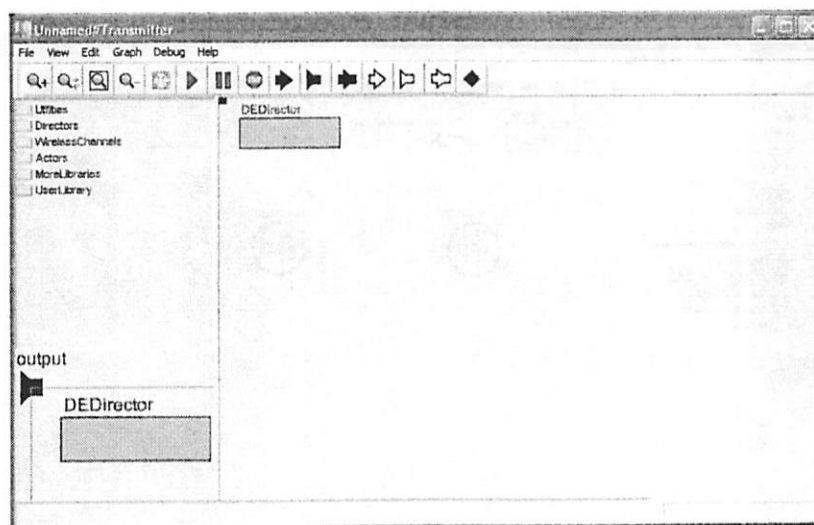 Unnamed#Transmitter
File View Edit Graph Debug Help
DEDirector
Utilities
Directors
WirelessChannels
Actors
MoreLibraries
UserLibrary
output
DEDirector